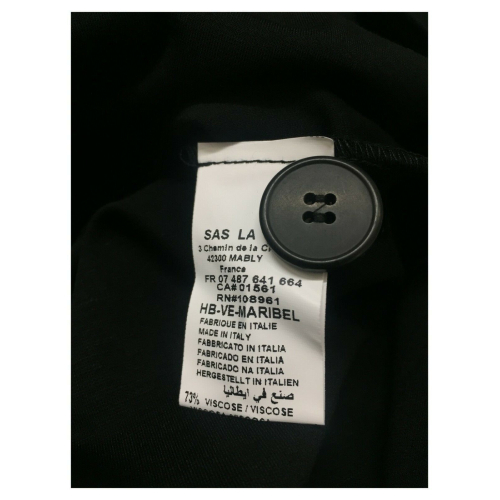 SAS LA
3 Chemin de la
42300 MABLY
France
FR 07 487 641 664
CA# 01561
RN#108961
HB-VE-MARIBEL
FABRIQUE EN ITALIE
MADE IN ITALY
FABBRICATO IN ITALIA
FABRICADO EN ITALIA
FABRICADO NA ITALIA
HERGESTELLT IN ITALIEN
صنع في ايطاليا
73% VISCOSE / VISCOSE